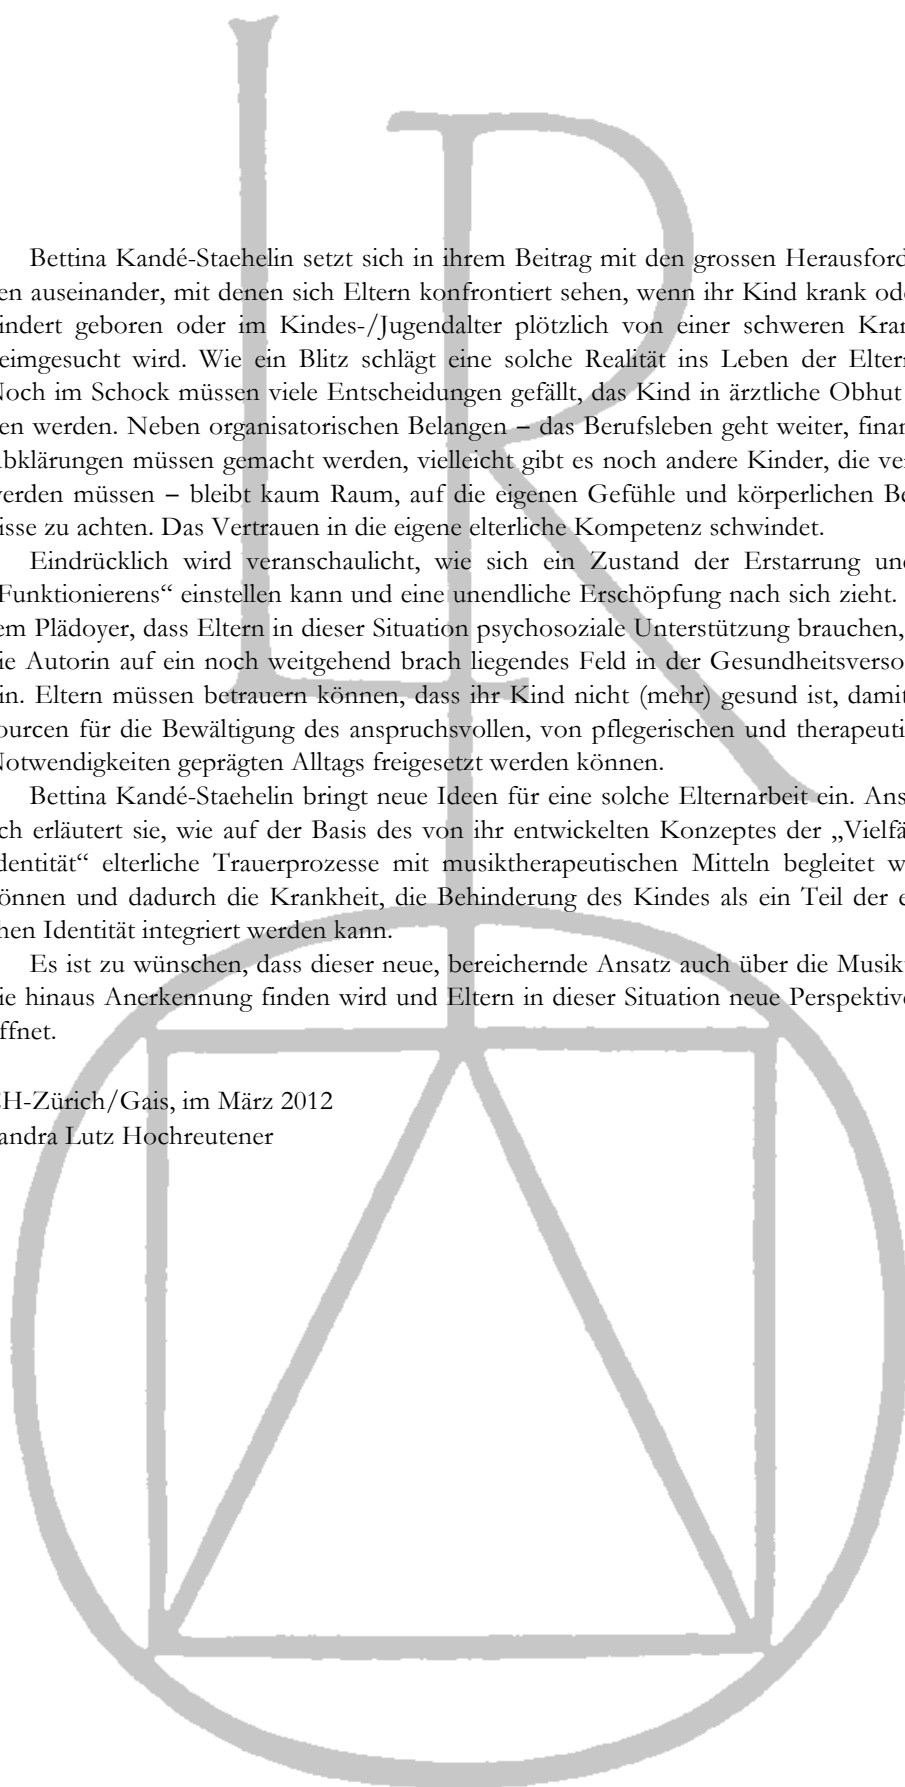 LR
Bettina Kandé-Staehelin setzt sich in ihrem Beitrag mit den grossen Herausford
en auseinander, mit denen sich Eltern konfrontiert sehen, wenn ihr Kind krank ode
indert geboren oder im Kindes-/Jugendalter plötzlich von einer schweren Kran
eimgesucht wird. Wie ein Blitz schlägt eine solche Realität ins Leben der Eltern
Noch im Schock müssen viele Entscheidungen gefällt, das Kind in ärztliche Obhut
en werden. Neben organisatorischen Belangen – das Berufsleben geht weiter, finan
Abklärungen müssen gemacht werden, vielleicht gibt es noch andere Kinder, die ver
werden müssen – bleibt kaum Raum, auf die eigenen Gefühle und körperlichen Be
isse zu achten. Das Vertrauen in die eigene elterliche Kompetenz schwindet.
Eindrücklich wird veranschaulicht, wie sich ein Zustand der Erstarrung und
Funktionierens“ einstellen kann und eine unendliche Erschöpfung nach sich zieht.
em Plädoyer, dass Eltern in dieser Situation psychosoziale Unterstützung brauchen,
ie Autorin auf ein noch weitgehend brach liegendes Feld in der Gesundheitsverso
in. Eltern müssen betrauern können, dass ihr Kind nicht (mehr) gesund ist, damit
ourcen für die Bewältigung des anspruchsvollen, von pflegerischen und therapeuti
Notwendigkeiten geprägten Alltags freigesetzt werden können.
Bettina Kandé-Staehelin bringt neue Ideen für eine solche Elternarbeit ein. Ans
ch erläutert sie, wie auf der Basis des von ihr entwickelten Konzeptes der „Vielfä
dentität“ elterliche Trauerprozesse mit musiktherapeutischen Mitteln begleitet w
önnen und dadurch die Krankheit, die Behinderung des Kindes als ein Teil der e
chen Identität integriert werden kann.
Es ist zu wünschen, dass dieser neue, bereichernde Ansatz auch über die Musik
ie hinaus Anerkennung finden wird und Eltern in dieser Situation neue Perspektive
ffnet.
CH-Zürich/Gais, im März 2012
andra Lutz Hochreutener